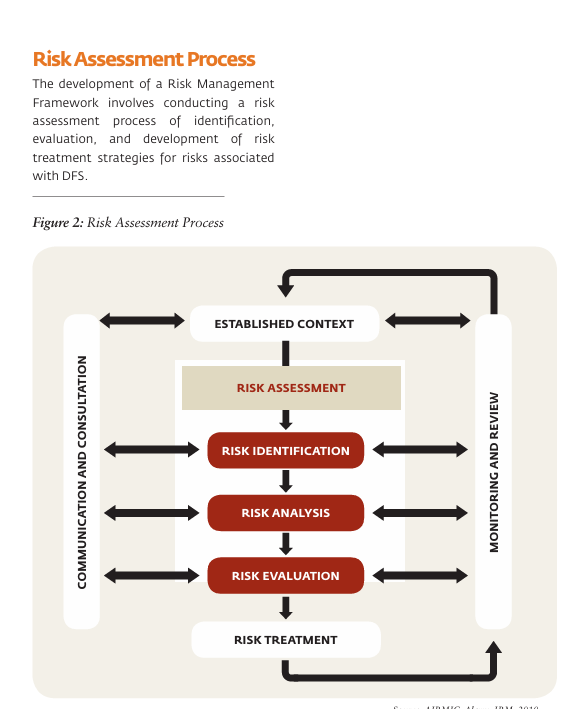 Risk Assessment Process
The development of a Risk Management
Framework involves conducting a risk
assessment process of identification,
evaluation, and development of risk
treatment strategies for risks associated
with DFS.
Figure 2: Risk Assessment Process
ESTABLISHED CONTEXT
RISK ASSESSMENT
COMMUNICATION AND CONSULTATION
RISK IDENTIFICATION
MONITORING AND REVIEW
RISK ANALYSIS
RISK EVALUATION
RISK TREATMENT